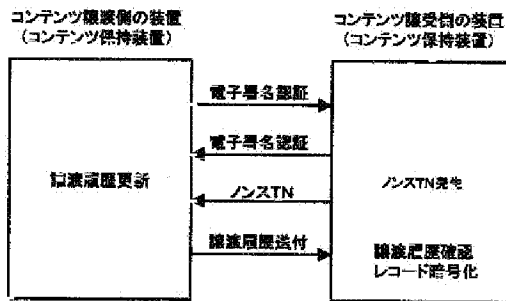 コンテンツ譲渡側の装置
(コンテンツ保持装置)
コンテンツ譲受側の装置
(コンテンツ保持装置)
電子署名認証
電子署名認証
譲渡履歴更新
ノンスTN
ノンスTN発生
譲渡履歴送付
譲渡履歴確認
レコード暗号化